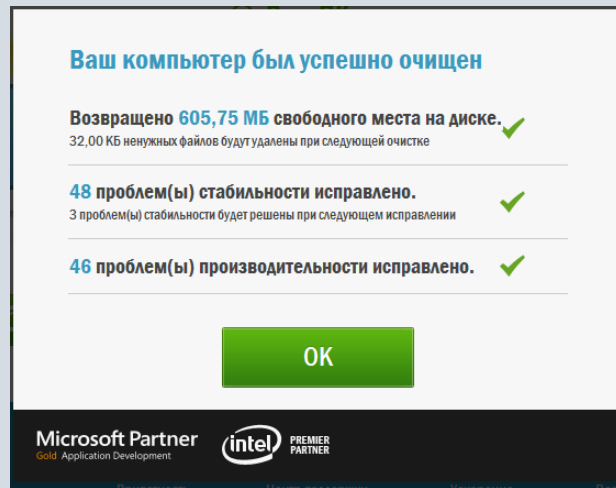 Ваш компьютер был успешно очищен
Возвращено 605,75 МБ свободного места на диске.
32,00 КБ ненужных файлов будут удалены при следующей очистке
48 проблем(ы) стабильности исправлено.
3 проблем(ы) стабильности будет решены при следующем исправлении
46 проблем(ы) производительности исправлено.
OK
Microsoft Partner
Gold Application Development
intel PREMIER
PARTNER